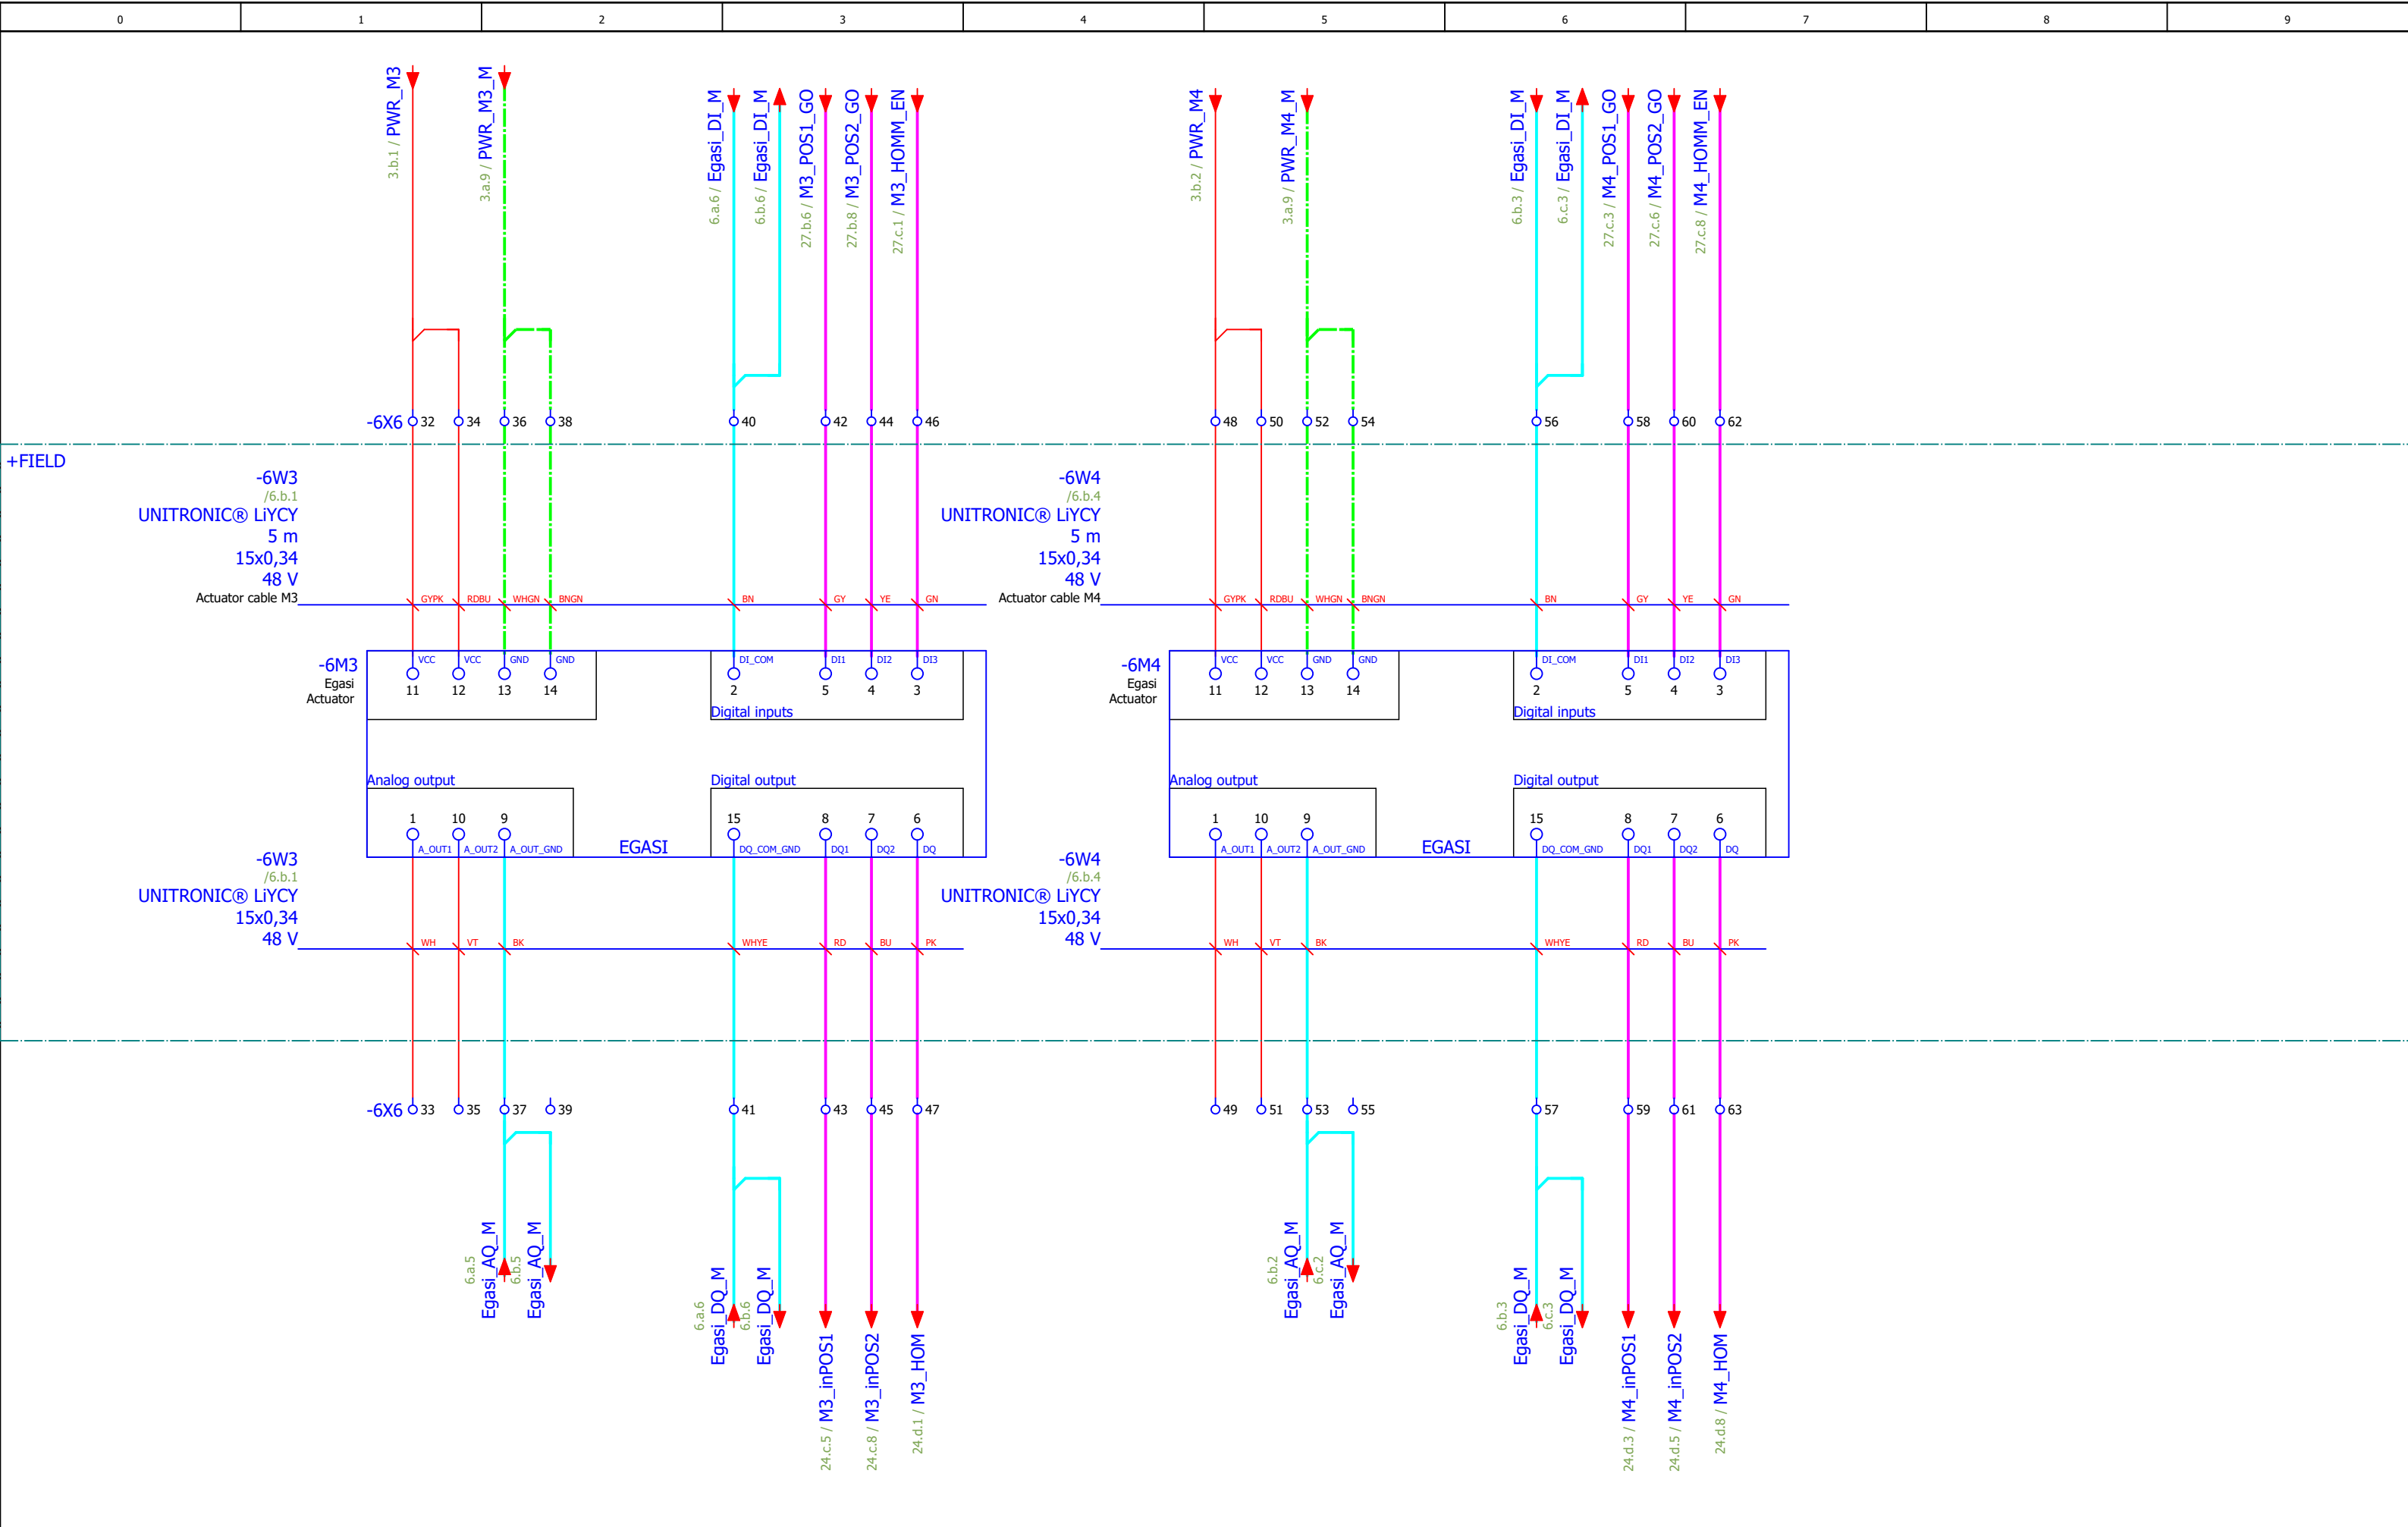 0 1 2 3 4 5 6 7 8 9
3.b.1 / PWR_M3
3.a.9 / PWR_M3_M
6.a.6 / Egasi_DI_M
6.b.6 / Egasi_DI_M
27.b.6 / M3_POS1_GO
27.b.8 / M3_POS2_GO
27.c.1 / M3_HOMM_EN
3.b.2 / PWR_M4
3.a.9 / PWR_M4_M
6.b.3 / Egasi_DI_M
6.c.3 / Egasi_DI_M
27.c.3 / M4_POS1_GO
27.c.6 / M4_POS2_GO
27.c.8 / M4_HOMM_EN
-6X6 32 34 36 38 40 42 44 46 48 50 52 54 56 58 60 62
+FIELD
-6W3
/6.b.1
UNITRONIC® LiYCY
5 m
15x0,34
48 V
Actuator cable M3
GYPK RDBU WHGN BNGN BN GY YE GN
-6W4
/6.b.4
UNITRONIC® LiYCY
5 m
15x0,34
48 V
Actuator cable M4
GYPK RDBU WHGN BNGN BN GY YE GN
-6M3
Egasi
Actuator
VCC VCC GND GND DI_COM DI1 DI2 DI3
11 12 13 14 2 5 4 3
Digital inputs
Analog output
Digital output
1 10 9 15 8 7 6
A_OUT1 A_OUT2 A_OUT_GND EGASI DQ_COM_GND DQ1 DQ2 DQ
-6M4
Egasi
Actuator
VCC VCC GND GND DI_COM DI1 DI2 DI3
11 12 13 14 2 5 4 3
Digital inputs
Analog output
Digital output
1 10 9 15 8 7 6
A_OUT1 A_OUT2 A_OUT_GND EGASI DQ_COM_GND DQ1 DQ2 DQ
-6W3
/6.b.1
UNITRONIC® LiYCY
15x0,34
48 V
WH VT BK WHYE RD BU PK
-6W4
/6.b.4
UNITRONIC® LiYCY
15x0,34
48 V
WH VT BK WHYE RD BU PK
-6X6 33 35 37 39 41 43 45 47 49 51 53 55 57 59 61 63
6.a.5
Egasi_AQ_M
6.b.5
Egasi_AQ_M
6.a.6
Egasi_DQ_M
6.b.6
Egasi_DQ_M
24.c.5 / M3_inPOS1
24.c.8 / M3_inPOS2
24.d.1 / M3_HOM
6.b.2
Egasi_AQ_M
6.c.2
Egasi_AQ_M
6.b.3
Egasi_DQ_M
6.c.3
Egasi_DQ_M
24.d.3 / M4_inPOS1
24.d.5 / M4_inPOS2
24.d.8 / M4_HOM